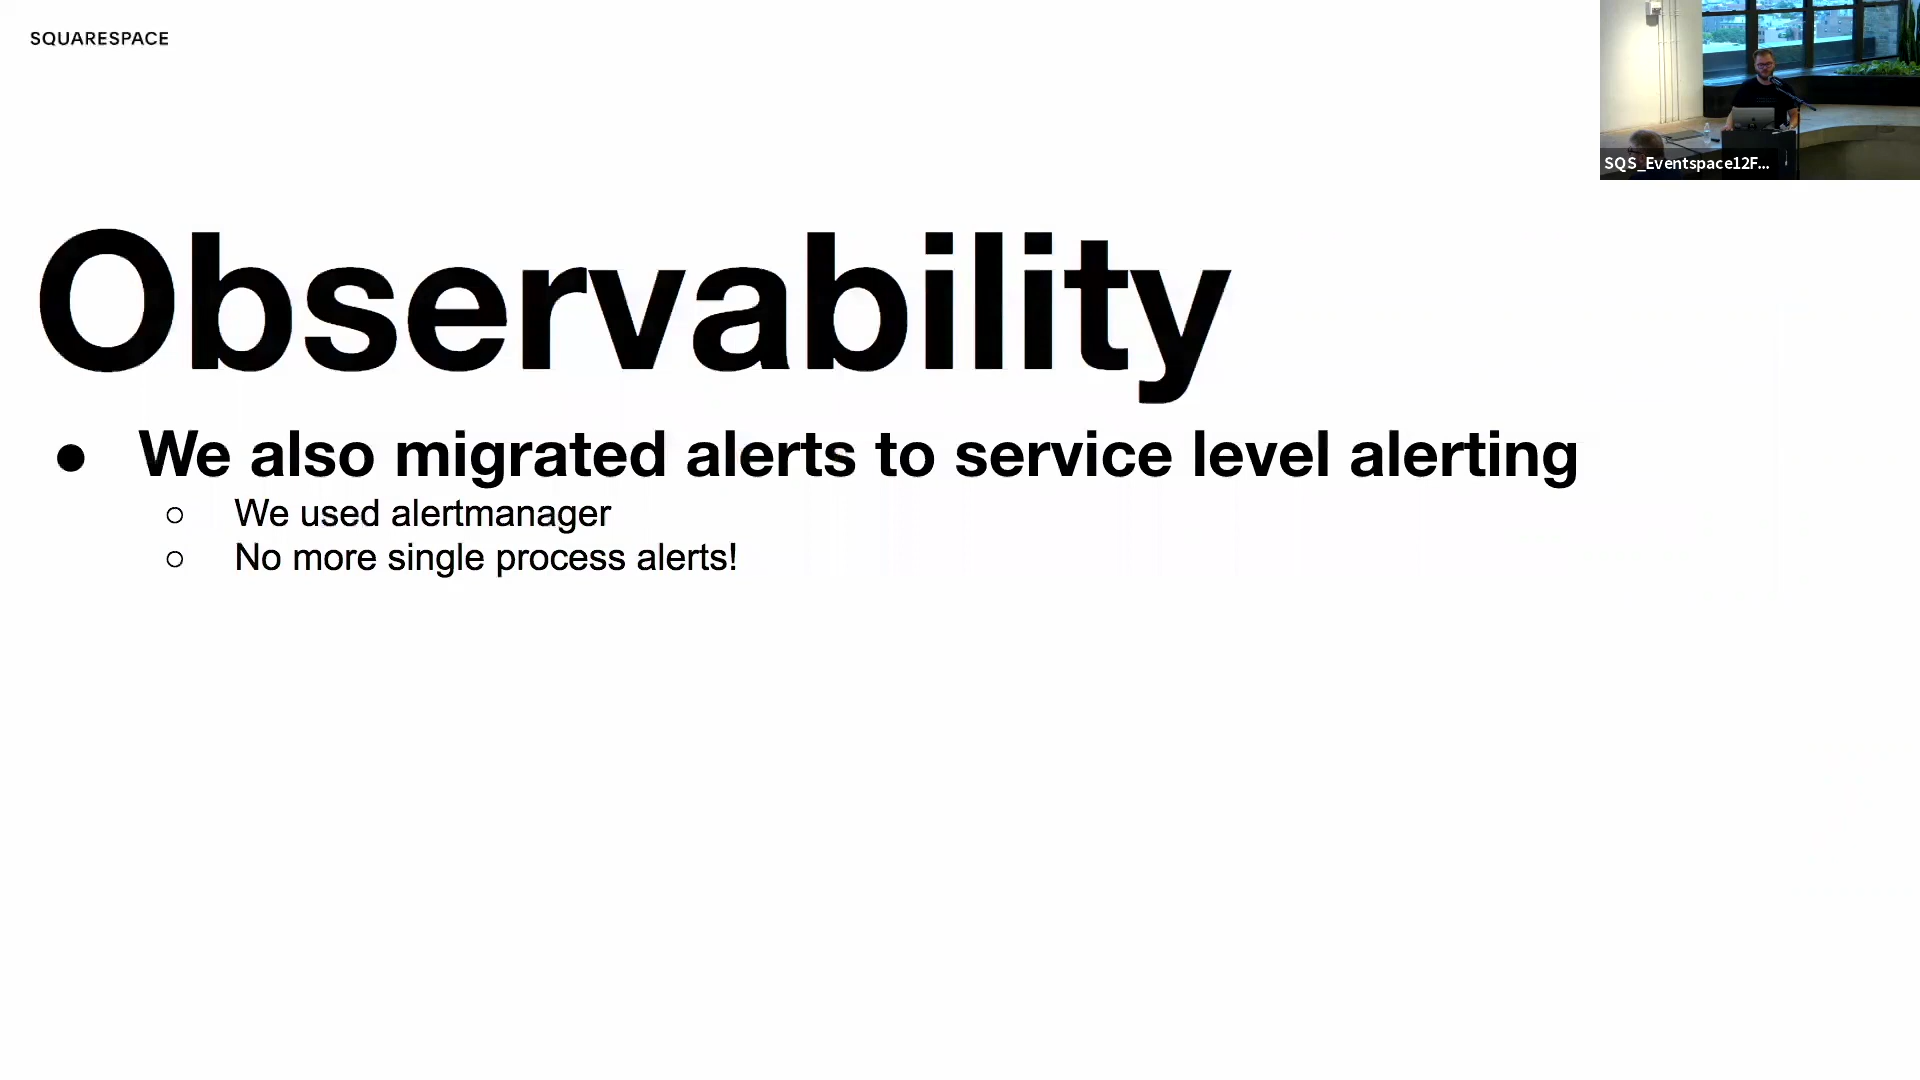 SQUARESPACE
SQS_Eventspace12F...
Observability
● We also migrated alerts to service level alerting
○ We used alertmanager
○ No more single process alerts!